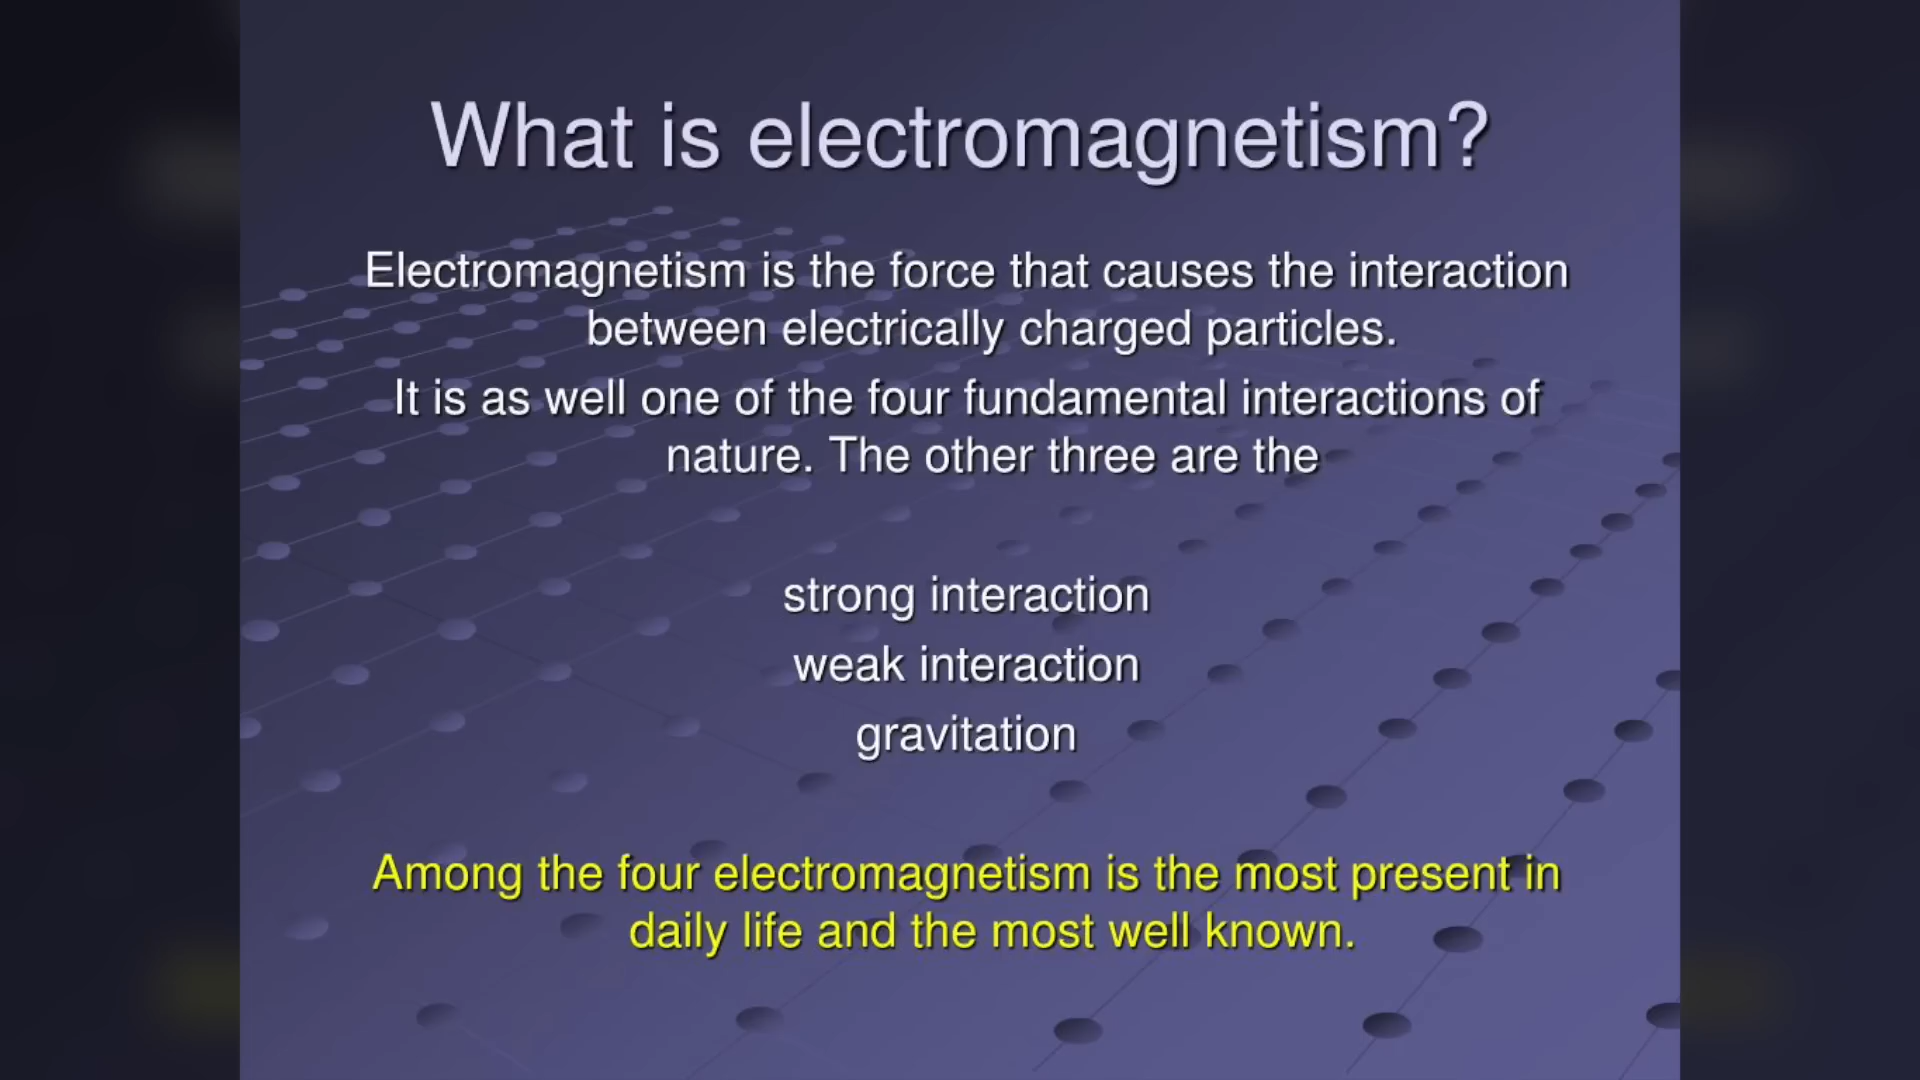 What is electromagnetism?
Electromagnetism is the force that causes the interaction
between electrically charged particles.
It is as well one of the four fundamental interactions of
nature. The other three are the
strong interaction
weak interaction
gravitation
Among the four electromagnetism is the most present in
daily life and the most well known.